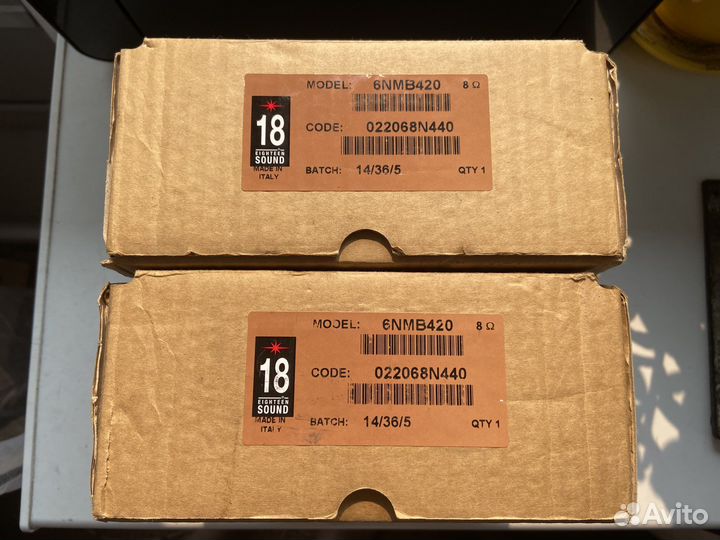 MODEL: 6NMB420 8 Ω
18
EIGHTEEN
SOUND
MADE IN
ITALY
CODE: 022068N440
BATCH: 14/36/5 QTY 1
MODEL: 6NMB420 8 Ω
18
EIGHTEEN
SOUND
MADE IN
ITALY
CODE: 022068N440
BATCH: 14/36/5 QTY 1
Avito